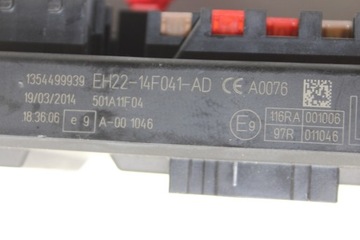 1354499939 EH22-14F041-AD CE A0076
19/03/2014 501A11F04
18.36.06 e9 A-00 1046
E9 116RA 001006
97R 011046